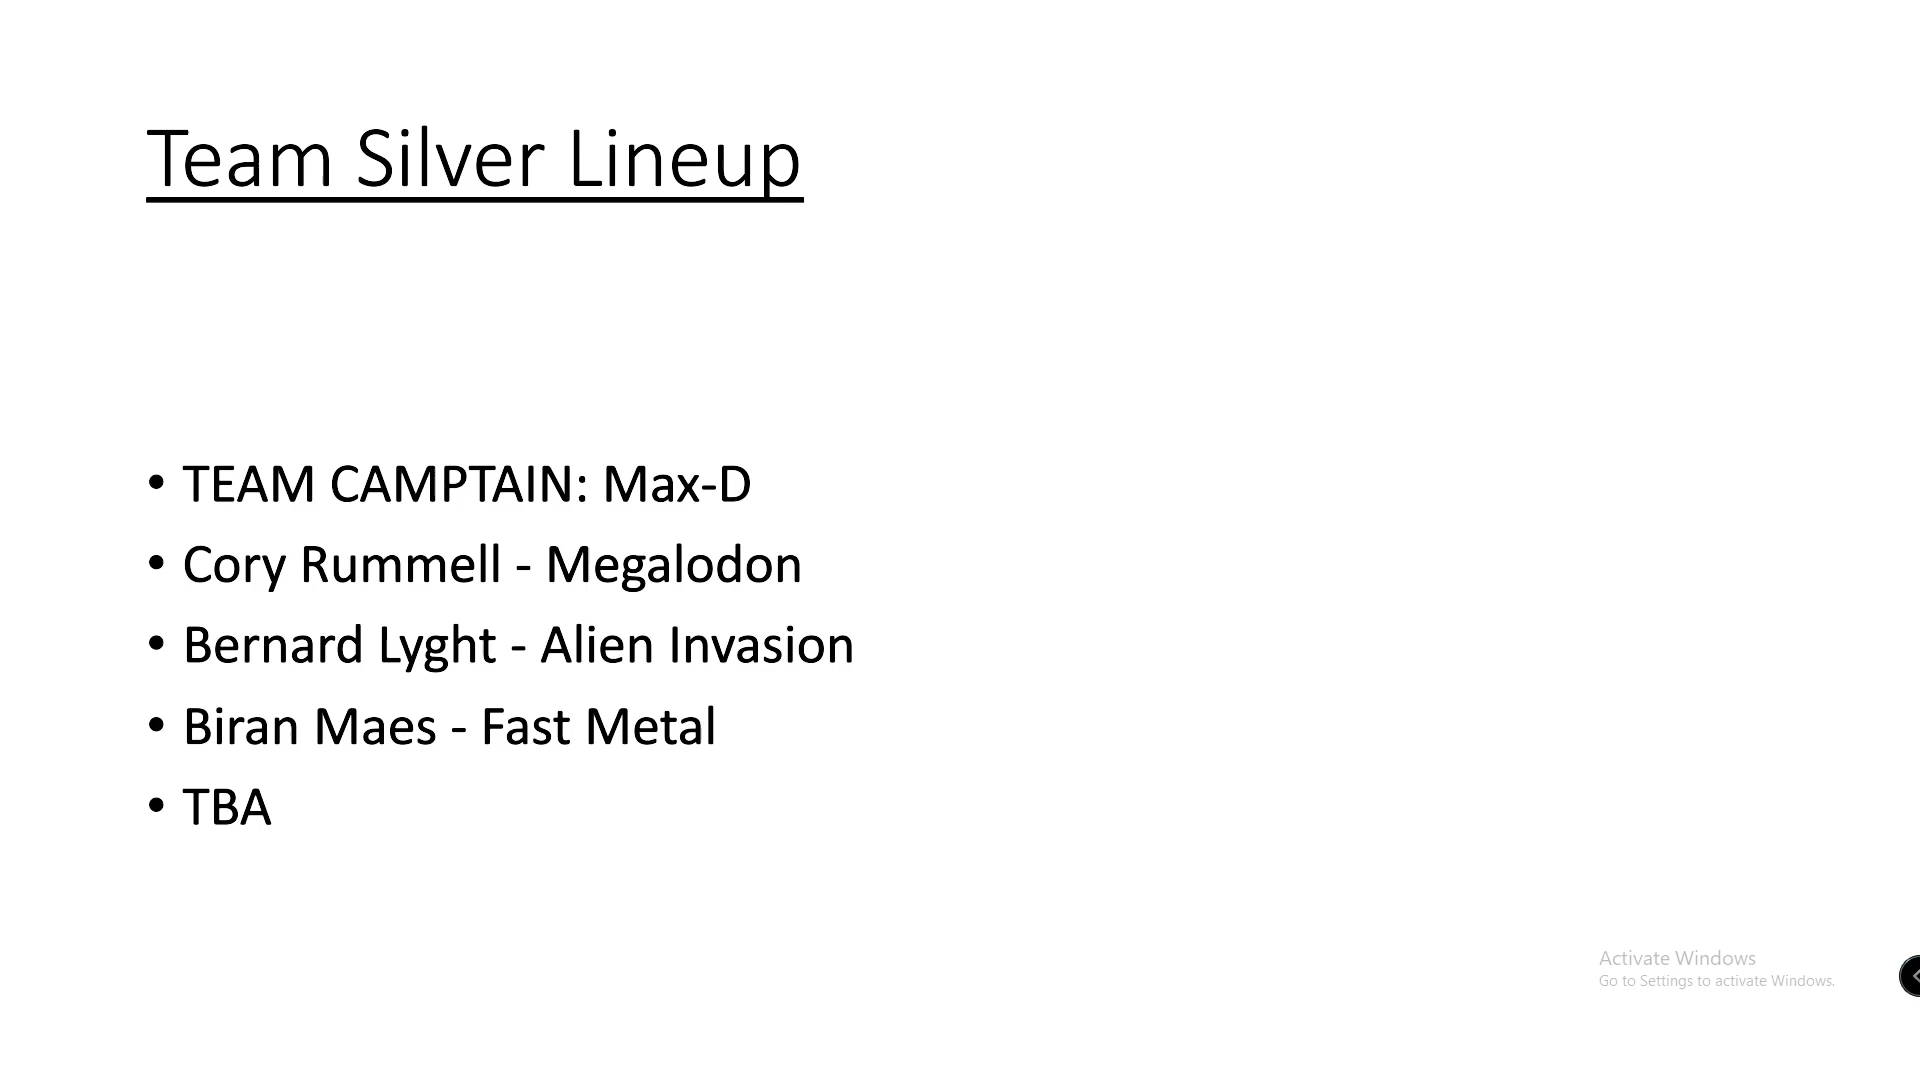 Team Silver Lineup
• TEAM CAMPTAIN: Max-D
• Cory Rummell - Megalodon
• Bernard Lyght - Alien Invasion
• Biran Maes - Fast Metal
• TBA
Activate Windows
Go to Settings to activate Windows.